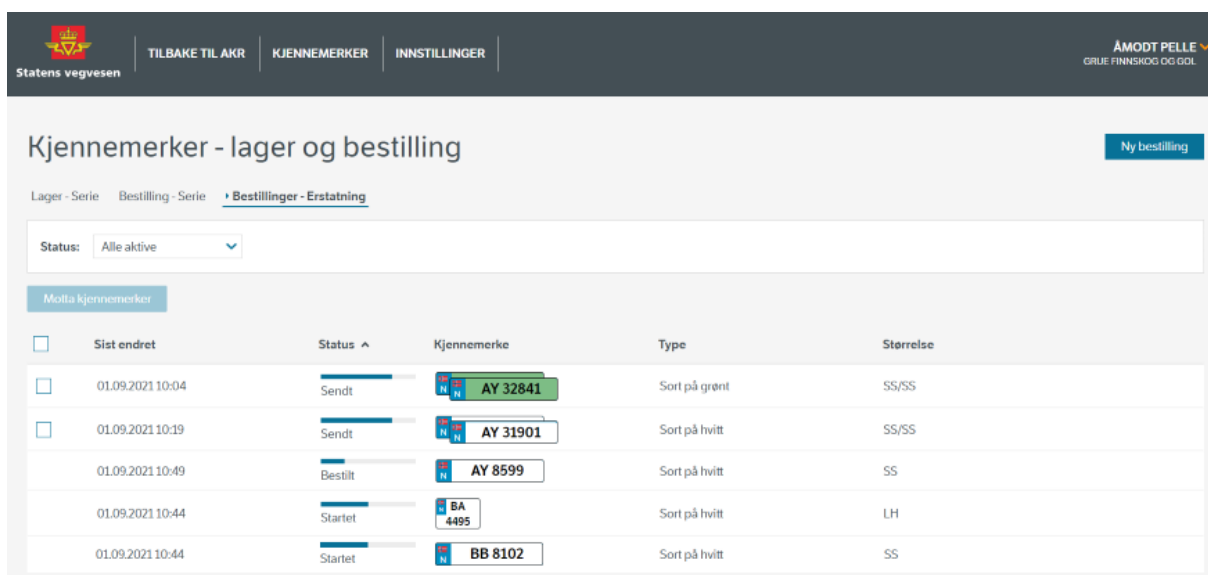 Statens vegvesen
TILBAKE TIL AKR KJENNEMERKER INNSTILLINGER
ÅMODT PELLE
GRUE FINNSKOG OG GOL
Kjennemerker - lager og bestilling
Ny bestilling
Lager - Serie Bestilling - Serie Bestillinger - Erstatning
Status: Alle aktive
Motta kjennemerker
Sist endret Status Kjennemerke Type Størrelse
01.09.2021 10:04 Sendt N N AY 32841 Sort på grønt SS/SS
01.09.2021 10:19 Sendt N N AY 31901 Sort på hvitt SS/SS
01.09.2021 10:49 Bestilt N AY 8599 Sort på hvitt SS
01.09.2021 10:44 Startet N BA 4495 Sort på hvitt LH
01.09.2021 10:44 Startet N BB 8102 Sort på hvitt SS